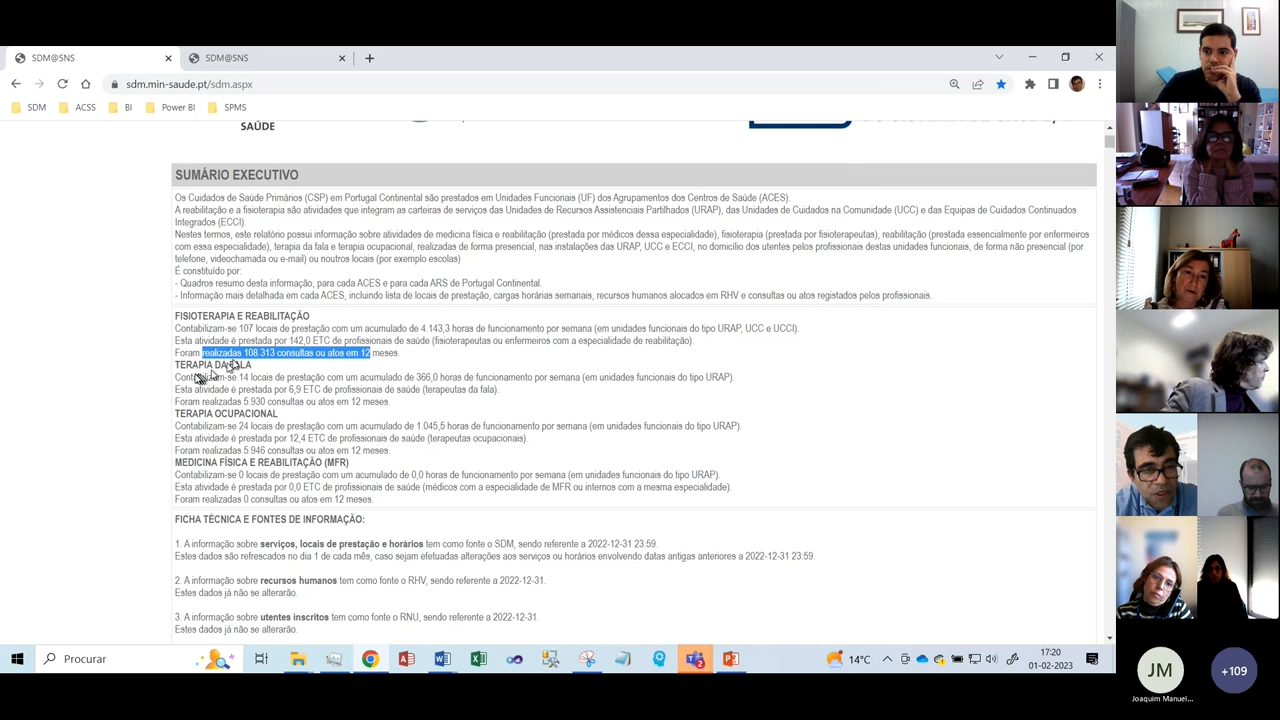 SDM@SNS
SDM@SNS
sdm.min-saude.pt/sdm.aspx
SDM
ACSS
BI
Power BI
SPMS
SAÚDE
SUMÁRIO EXECUTIVO
Os Cuidados de Saúde Primários (CSP) em Portugal Continental são prestados em Unidades Funcionais (UF) dos Agrupamentos dos Centros de Saúde (ACES).
A reabilitação e a fisioterapia são atividades que integram as carteiras de serviços das Unidades de Recursos Assistenciais Partilhados (URAP), das Unidades de Cuidados na Comunidade (UCC) e das Equipas de Cuidados Continuados
Integrados (ECCI).
Nestes termos, este relatório possui informação sobre atividades de medicina física e reabilitação (prestada por médicos dessa especialidade), fisioterapia (prestada por fisioterapeutas), reabilitação (prestada essencialmente por enfermeiros
com essa especialidade), terapia da fala e terapia ocupacional, realizadas de forma presencial, nas instalações das URAP, UCC e ECCI, no domicílio dos utentes pelos profissionais destas unidades funcionais, de forma não presencial (por
telefone, videochamada ou e-mail) ou noutros locais (por exemplo escolas)
É constituído por:
- Quadros resumo desta informação, para cada ACES e para cada ARS de Portugal Continental.
- Informação mais detalhada em cada ACES, incluindo lista de locais de prestação, cargas horárias semanais, recursos humanos alocados em RHV e consultas ou atos registados pelos profissionais.
FISIOTERAPIA E REABILITAÇÃO
Contabilizam-se 107 locais de prestação com um acumulado de 4.143,3 horas de funcionamento por semana (em unidades funcionais do tipo URAP, UCC e UCCI).
Esta atividade é prestada por 142,0 ETC de profissionais de saúde (fisioterapeutas ou enfermeiros com a especialidade de reabilitação).
Foram realizadas 108.313 consultas ou atos em 12 meses.
TERAPIA DA FALA
Contabilizam-se 14 locais de prestação com um acumulado de 366,0 horas de funcionamento por semana (em unidades funcionais do tipo URAP).
Esta atividade é prestada por 6,9 ETC de profissionais de saúde (terapeutas da fala).
Foram realizadas 5.930 consultas ou atos em 12 meses.
TERAPIA OCUPACIONAL
Contabilizam-se 24 locais de prestação com um acumulado de 1.045,5 horas de funcionamento por semana (em unidades funcionais do tipo URAP).
Esta atividade é prestada por 12,4 ETC de profissionais de saúde (terapeutas ocupacionais).
Foram realizadas 5.946 consultas ou atos em 12 meses.
MEDICINA FÍSICA E REABILITAÇÃO (MFR)
Contabilizam-se 0 locais de prestação com um acumulado de 0,0 horas de funcionamento por semana (em unidades funcionais do tipo URAP).
Esta atividade é prestada por 0,0 ETC de profissionais de saúde (médicos com a especialidade de MFR ou internos com a mesma especialidade).
Foram realizadas 0 consultas ou atos em 12 meses.
FICHA TÉCNICA E FONTES DE INFORMAÇÃO:
1. A informação sobre serviços, locais de prestação e horários tem como fonte o SDM, sendo referente a 2022-12-31 23:59.
Estes dados são refrescados no dia 1 de cada mês, caso sejam efetuadas alterações aos serviços ou horários envolvendo datas antigas anteriores a 2022-12-31 23:59.
2. A informação sobre recursos humanos tem como fonte o RHV, sendo referente a 2022-12-31.
Estes dados já não se alterarão.
3. A informação sobre utentes inscritos tem como fonte o RNU, sendo referente a 2022-12-31.
Estes dados já não se alterarão.
Procurar
14°C
17:20
01-02-2023
JM
Joaquim Manuel...
+109